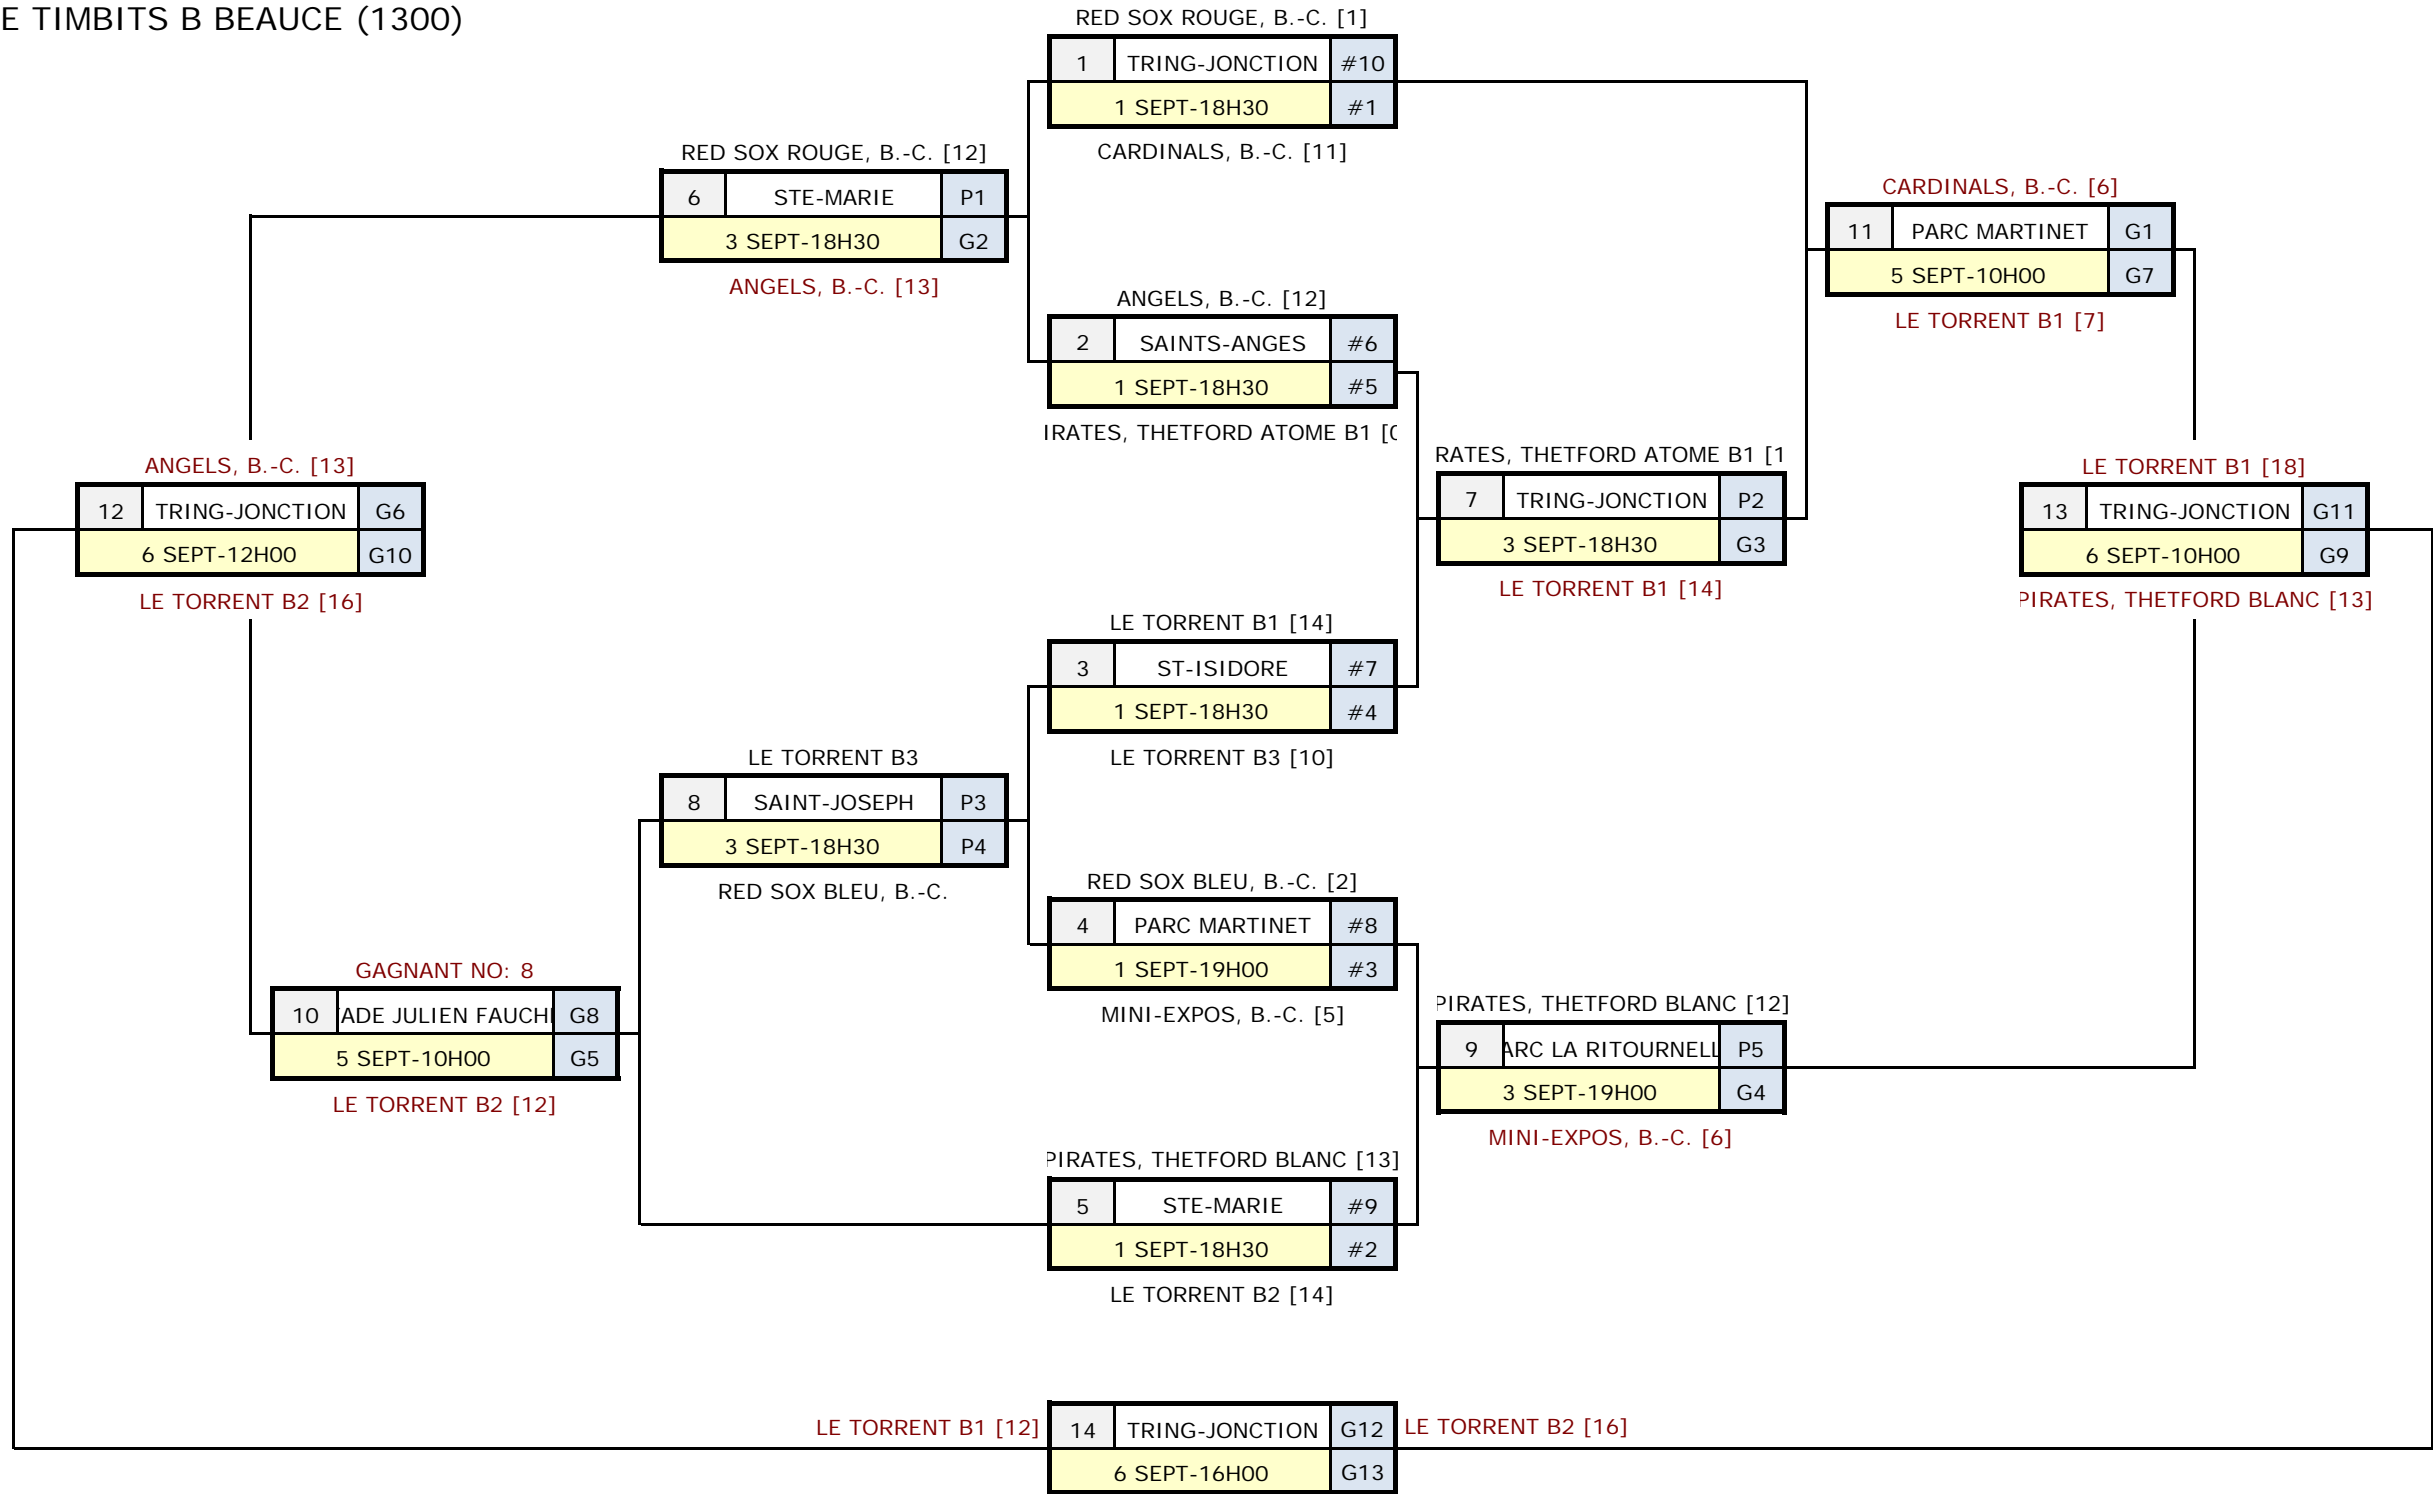 E TIMBITS B BEAUCE (1300)
RED SOX ROUGE, B.-C. [1]
1 TRING-JONCTION #10
1 SEPT-18H30 #1
CARDINALS, B.-C. [11]
RED SOX ROUGE, B.-C. [12]
6 STE-MARIE P1
3 SEPT-18H30 G2
ANGELS, B.-C. [13]
CARDINALS, B.-C. [6]
11 PARC MARTINET G1
5 SEPT-10H00 G7
LE TORRENT B1 [7]
ANGELS, B.-C. [12]
2 SAINTS-ANGES #6
1 SEPT-18H30 #5
IRATES, THETFORD ATOME B1 [
RATES, THETFORD ATOME B1 [1
7 TRING-JONCTION P2
3 SEPT-18H30 G3
LE TORRENT B1 [14]
ANGELS, B.-C. [13]
12 TRING-JONCTION G6
6 SEPT-12H00 G10
LE TORRENT B2 [16]
LE TORRENT B1 [18]
13 TRING-JONCTION G11
6 SEPT-10H00 G9
PIRATES, THETFORD BLANC [13]
LE TORRENT B1 [14]
3 ST-ISIDORE #7
1 SEPT-18H30 #4
LE TORRENT B3 [10]
LE TORRENT B3
8 SAINT-JOSEPH P3
3 SEPT-18H30 P4
RED SOX BLEU, B.-C.
RED SOX BLEU, B.-C. [2]
4 PARC MARTINET #8
1 SEPT-19H00 #3
MINI-EXPOS, B.-C. [5]
GAGNANT NO: 8
10 ADE JULIEN FAUCH G8
5 SEPT-10H00 G5
LE TORRENT B2 [12]
PIRATES, THETFORD BLANC [12]
9 ARC LA RITOURNELL P5
3 SEPT-19H00 G4
MINI-EXPOS, B.-C. [6]
PIRATES, THETFORD BLANC [13]
5 STE-MARIE #9
1 SEPT-18H30 #2
LE TORRENT B2 [14]
LE TORRENT B1 [12] 14 TRING-JONCTION G12 LE TORRENT B2 [16]
6 SEPT-16H00 G13